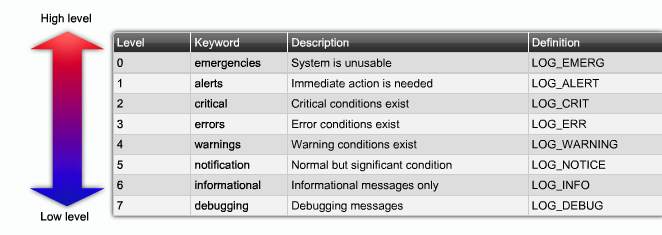 High level
Level Keyword Description Definition
0 emergencies System is unusable LOG_EMERG
1 alerts Immediate action is needed LOG_ALERT
2 critical Critical conditions exist LOG_CRIT
3 errors Error conditions exist LOG_ERR
4 warnings Warning conditions exist LOG_WARNING
5 notification Normal but significant condition LOG_NOTICE
6 informational Informational messages only LOG_INFO
7 debugging Debugging messages LOG_DEBUG
Low level